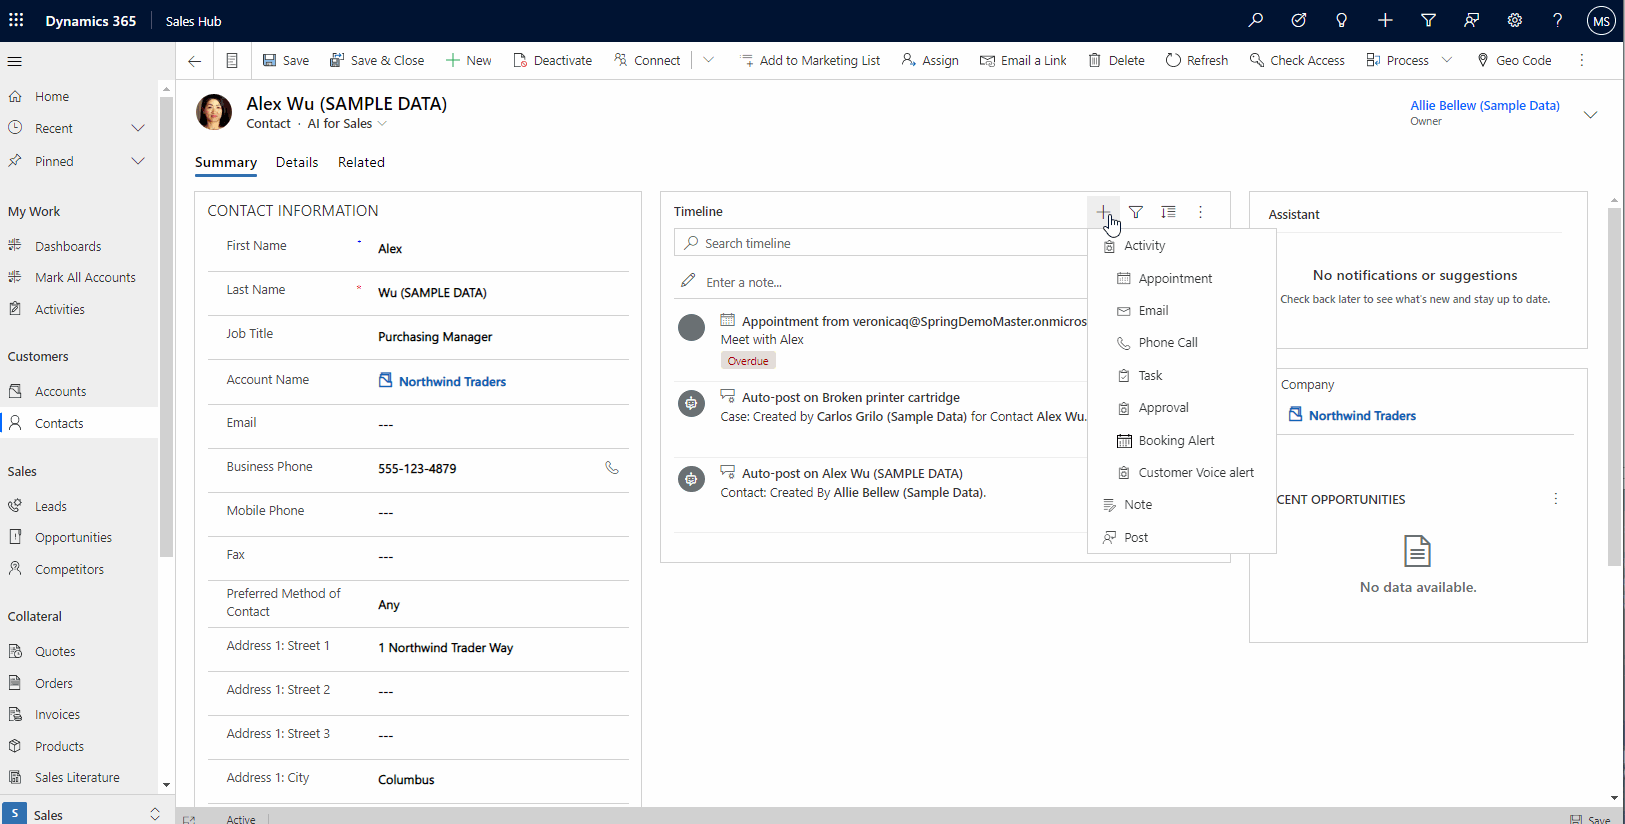 Dynamics 365
Sales Hub
MS
Save
Save & Close
New
Deactivate
Connect
Add to Marketing List
Assign
Email a Link
Delete
Refresh
Check Access
Process
Geo Code
Home
Recent
Pinned
My Work
Dashboards
Mark All Accounts
Activities
Customers
Accounts
Contacts
Sales
Leads
Opportunities
Competitors
Collateral
Quotes
Orders
Invoices
Products
Sales Literature
S
Sales
Alex Wu (SAMPLE DATA)
Contact · AI for Sales
Allie Bellew (Sample Data)
Owner
Summary
Details
Related
CONTACT INFORMATION
First Name
*
Alex
Last Name
*
Wu (SAMPLE DATA)
Job Title
Purchasing Manager
Account Name
Northwind Traders
Email
---
Business Phone
555-123-4879
Mobile Phone
---
Fax
---
Preferred Method of
Contact
Any
Address 1: Street 1
1 Northwind Trader Way
Address 1: Street 2
---
Address 1: Street 3
---
Address 1: City
Columbus
Active
Timeline
Search timeline
Enter a note...
Appointment from veronicaq@SpringDemoMaster.onmicros
Meet with Alex
Overdue
Auto-post on Broken printer cartridge
Case: Created by Carlos Grilo (Sample Data) for Contact Alex Wu.
Auto-post on Alex Wu (SAMPLE DATA)
Contact: Created By Allie Bellew (Sample Data).
Activity
Appointment
Email
Phone Call
Task
Approval
Booking Alert
Customer Voice alert
Note
Post
Assistant
No notifications or suggestions
Check back later to see what's new and stay up to date.
Company
Northwind Traders
CENT OPPORTUNITIES
No data available.
Save